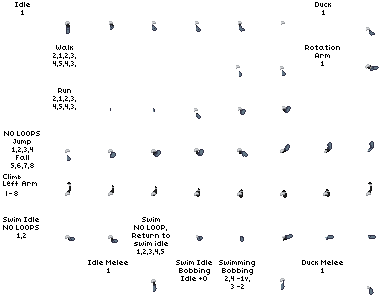 Idle
1
Duck
1
Walk
2,1,2,3,
4,5,4,3,
Rotation
Arm
1
Run
2,1,2,3,
4,5,4,3,
NO LOOPS
Jump
1,2,3,4
Fall
5,6,7,8
Climb
Left Arm
1-8
Swim Idle
NO LOOPS
1,2
Swim
NO LOOP,
Return to
swim idle
1,2,3,4,5
Idle Melee
1
Swim Idle
Bobbing
Idle +0
Swimming
Bobbing
2,4 -1v,
3 -2
Duck Melee
1